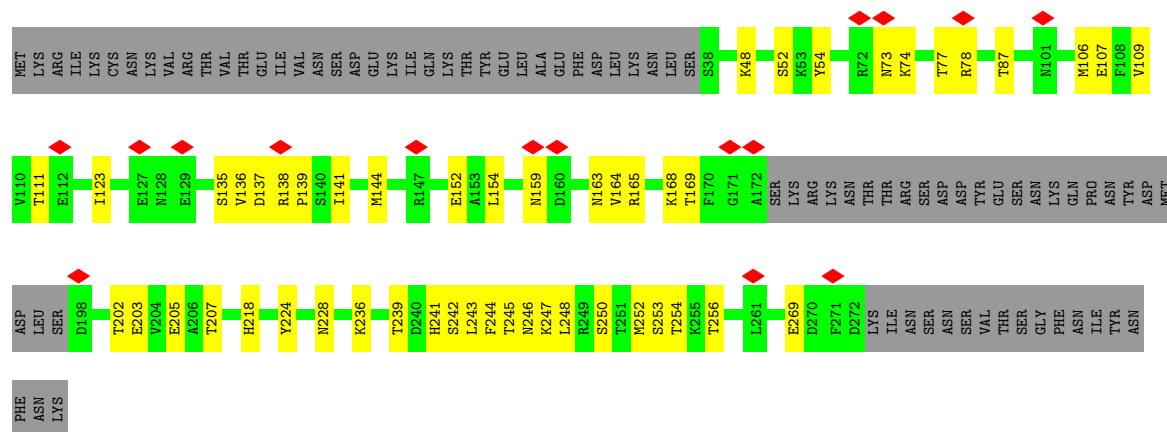 MET LYS ARG ILE LYS CYS ASN LYS VAL ARG THR VAL THR GLU ILE VAL ASN SER ASP GLU LYS ILE GLN LYS THR TYR GLU LEU ALA GLU PHE ASP LEU LYS ASN LEU SER S38 K48 S52 K53 Y54 R72 N73 K74 T77 R78 T87 N101 M106 E107 F108 V109
V110 T111 E112 I123 E127 N128 E129 S135 V136 D137 R138 P139 S140 I141 M144 R147 E152 A153 L154 N159 D160 N163 V164 R165 K168 T169 F170 G171 A172 SER LYS ARG LYS ASN THR THR ARG SER ASP ASP TYR GLU SER ASN LYS GLN PRO ASN TYR ASP MET
ASP LEU SER D198 T202 E203 V204 E205 A206 T207 H218 Y224 N228 K236 T239 D240 H241 S242 L243 F244 T245 N246 K247 L248 R249 S250 T251 M252 S253 T254 K255 T256 L261 E269 D270 F271 D272 LYS ILE ASN SER ASN SER VAL THR SER GLY PHE ASN ILE TYR ASN
PHE ASN LYS